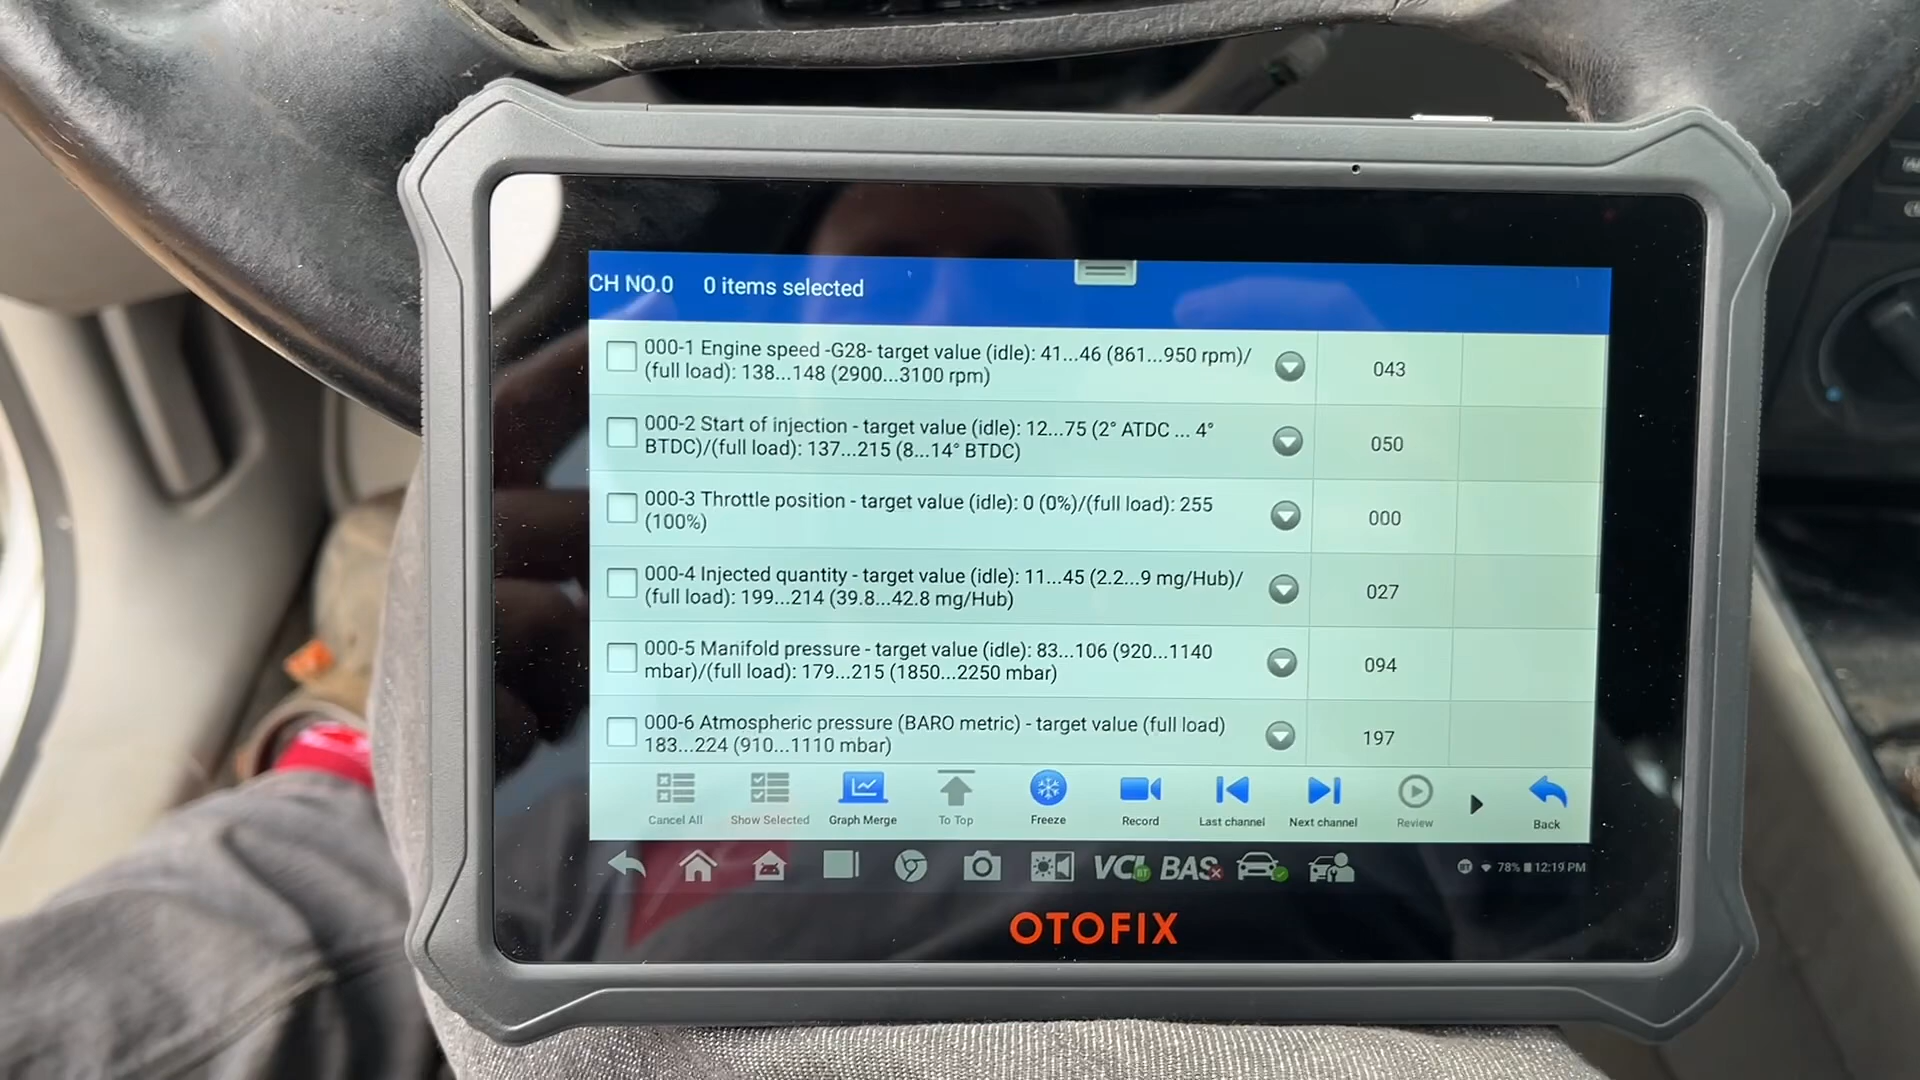 CH NO.0 0 items selected
000-1 Engine speed -G28- target value (idle): 41...46 (861...950 rpm)/
(full load): 138...148 (2900...3100 rpm)
043
000-2 Start of injection - target value (idle): 12...75 (2° ATDC ... 4°
BTDC)/(full load): 137...215 (8...14° BTDC)
050
000-3 Throttle position - target value (idle): 0 (0%)/(full load): 255
(100%)
000
000-4 Injected quantity - target value (idle): 11...45 (2.2...9 mg/Hub)/
(full load): 199...214 (39.8...42.8 mg/Hub)
027
000-5 Manifold pressure - target value (idle): 83...106 (920...1140
mbar)/(full load): 179...215 (1850...2250 mbar)
094
000-6 Atmospheric pressure (BARO metric) - target value (full load)
183...224 (910...1110 mbar)
197
Cancel All Show Selected Graph Merge To Top Freeze Record Last channel Next channel Review Back
VCI BAS 78% 12:19 PM
OTOFIX